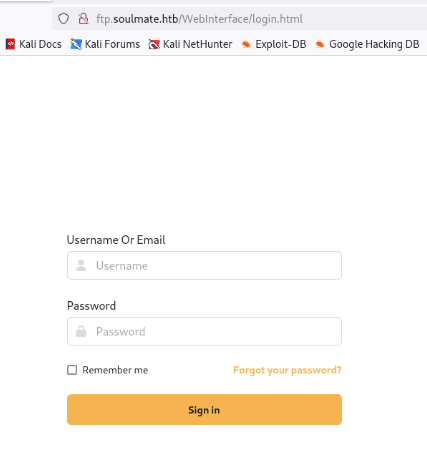 ftp.soulmate.htb/WebInterface/login.html
Kali Docs Kali Forums Kali NetHunter Exploit-DB Google Hacking DB
Username Or Email
Username
Password
Password
Remember me Forgot your password?
Sign in